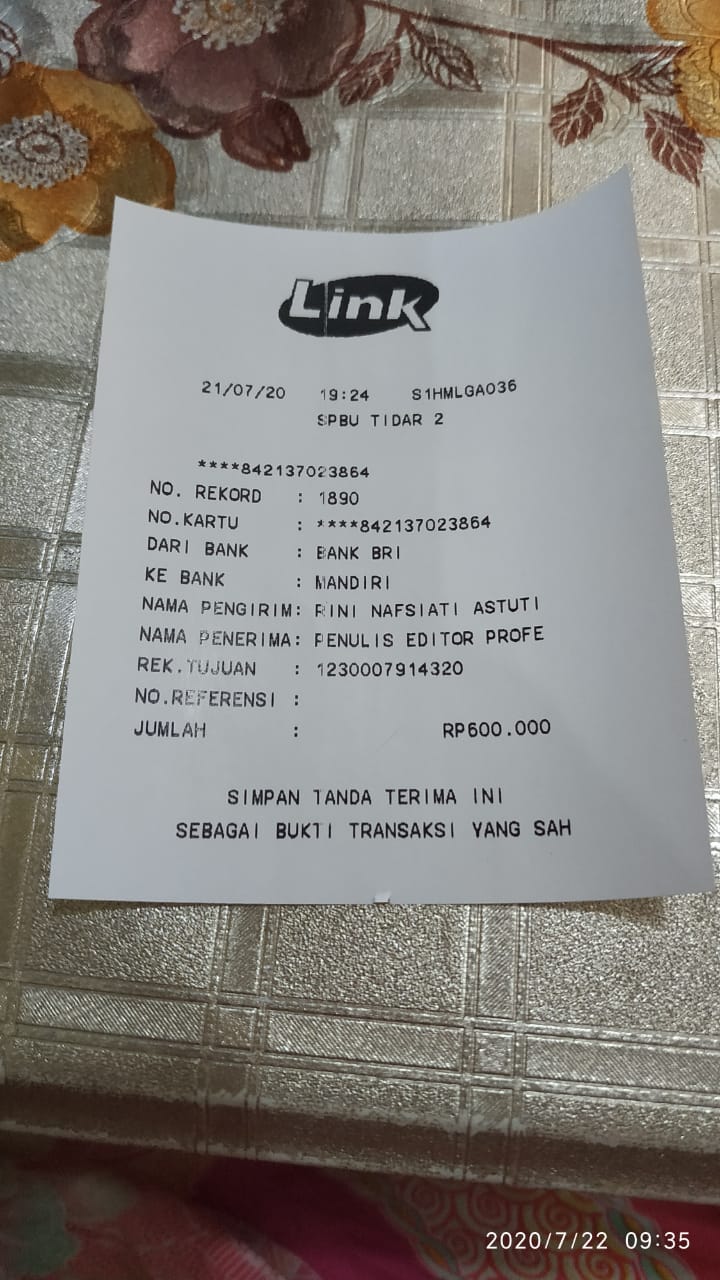 Link
21/07/20 19:24 S1HMLGA036
SPBU TIDAR 2
****842137023864
NO. REKORD : 1890
NO.KARTU : ****842137023864
DARI BANK : BANK BRI
KE BANK : MANDIRI
NAMA PENGIRIM: RINI NAFSIATI ASTUTI
NAMA PENERIMA: PENULIS EDITOR PROFE
REK.TUJUAN : 1230007914320
NO.REFERENSI :
JUMLAH : RP600.000
SIMPAN TANDA TERIMA INI
SEBAGAI BUKTI TRANSAKSI YANG SAH
2020/7/22 09:35